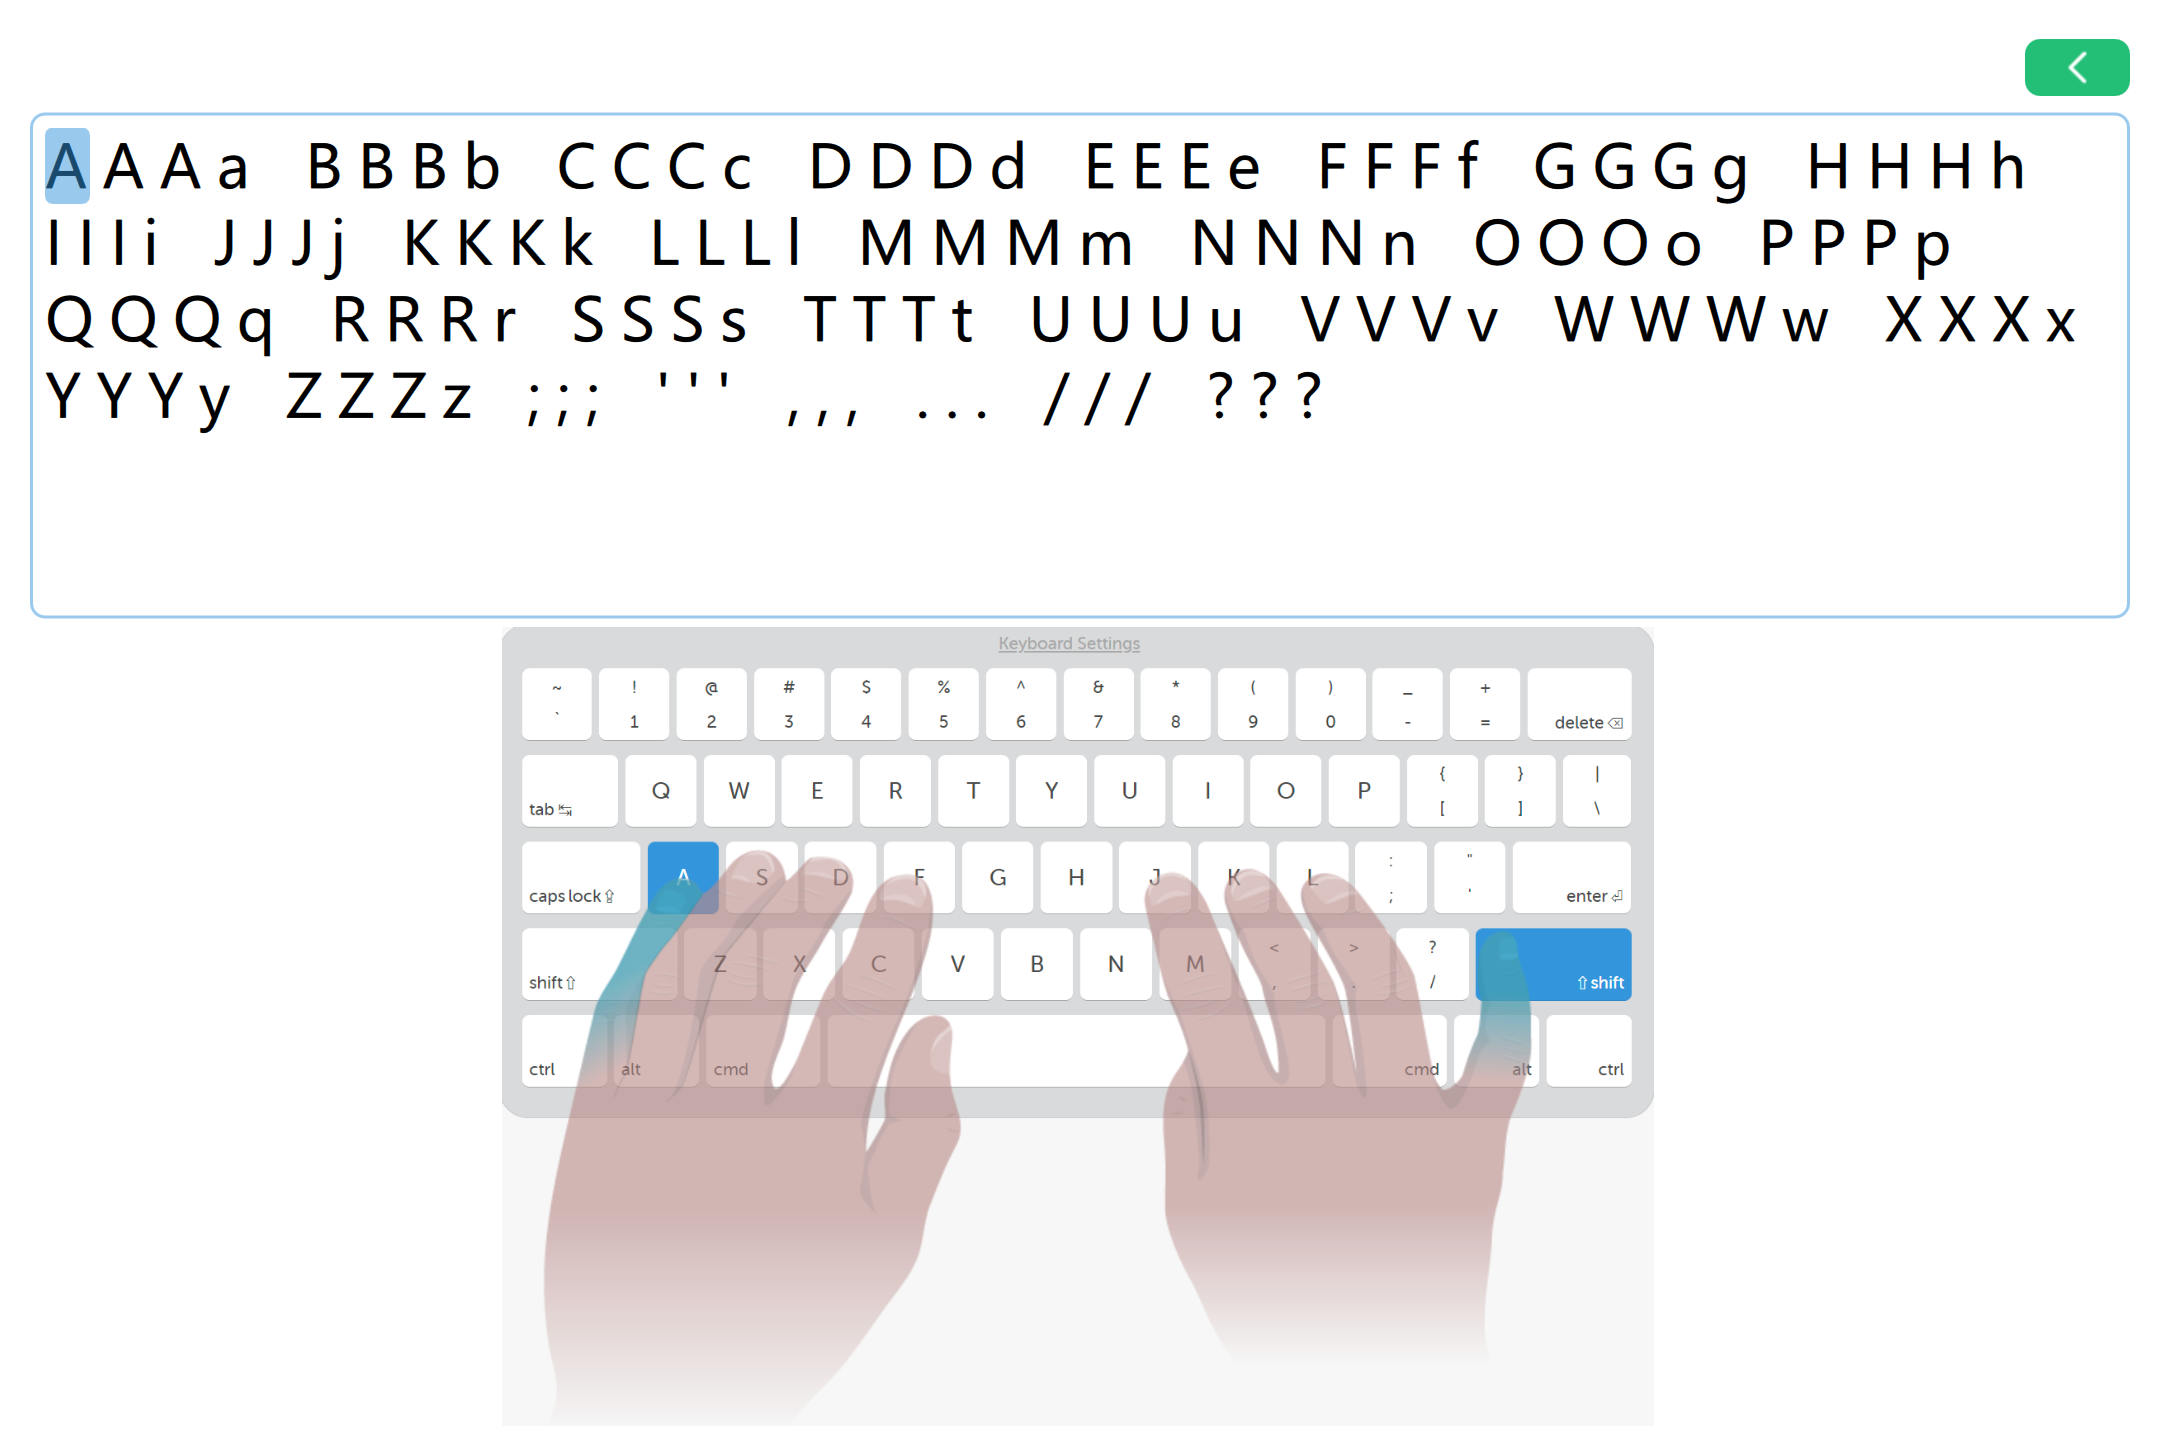 A A A a B B B b C C C c D D D d E E E e F F F f G G G g H H H h
I I I i J J J j K K K k L L L l M M M m N N N n O O O o P P P p
Q Q Q q R R R r S S S s T T T t U U U u V V V v W W W w X X X x
Y Y Y y Z Z Z z ; ; ; ' ' ' , , , . . . / / / ? ? ?
Keyboard Settings
~ ! @ # $ % ^ & * ( ) _ +
` 1 2 3 4 5 6 7 8 9 0 - = delete
tab Q W E R T Y U I O P { [ } ] | \
caps lock A S D F G H J K L : ; " ' enter
shift Z X C V B N M < , > . ? / shift
ctrl alt cmd cmd alt ctrl